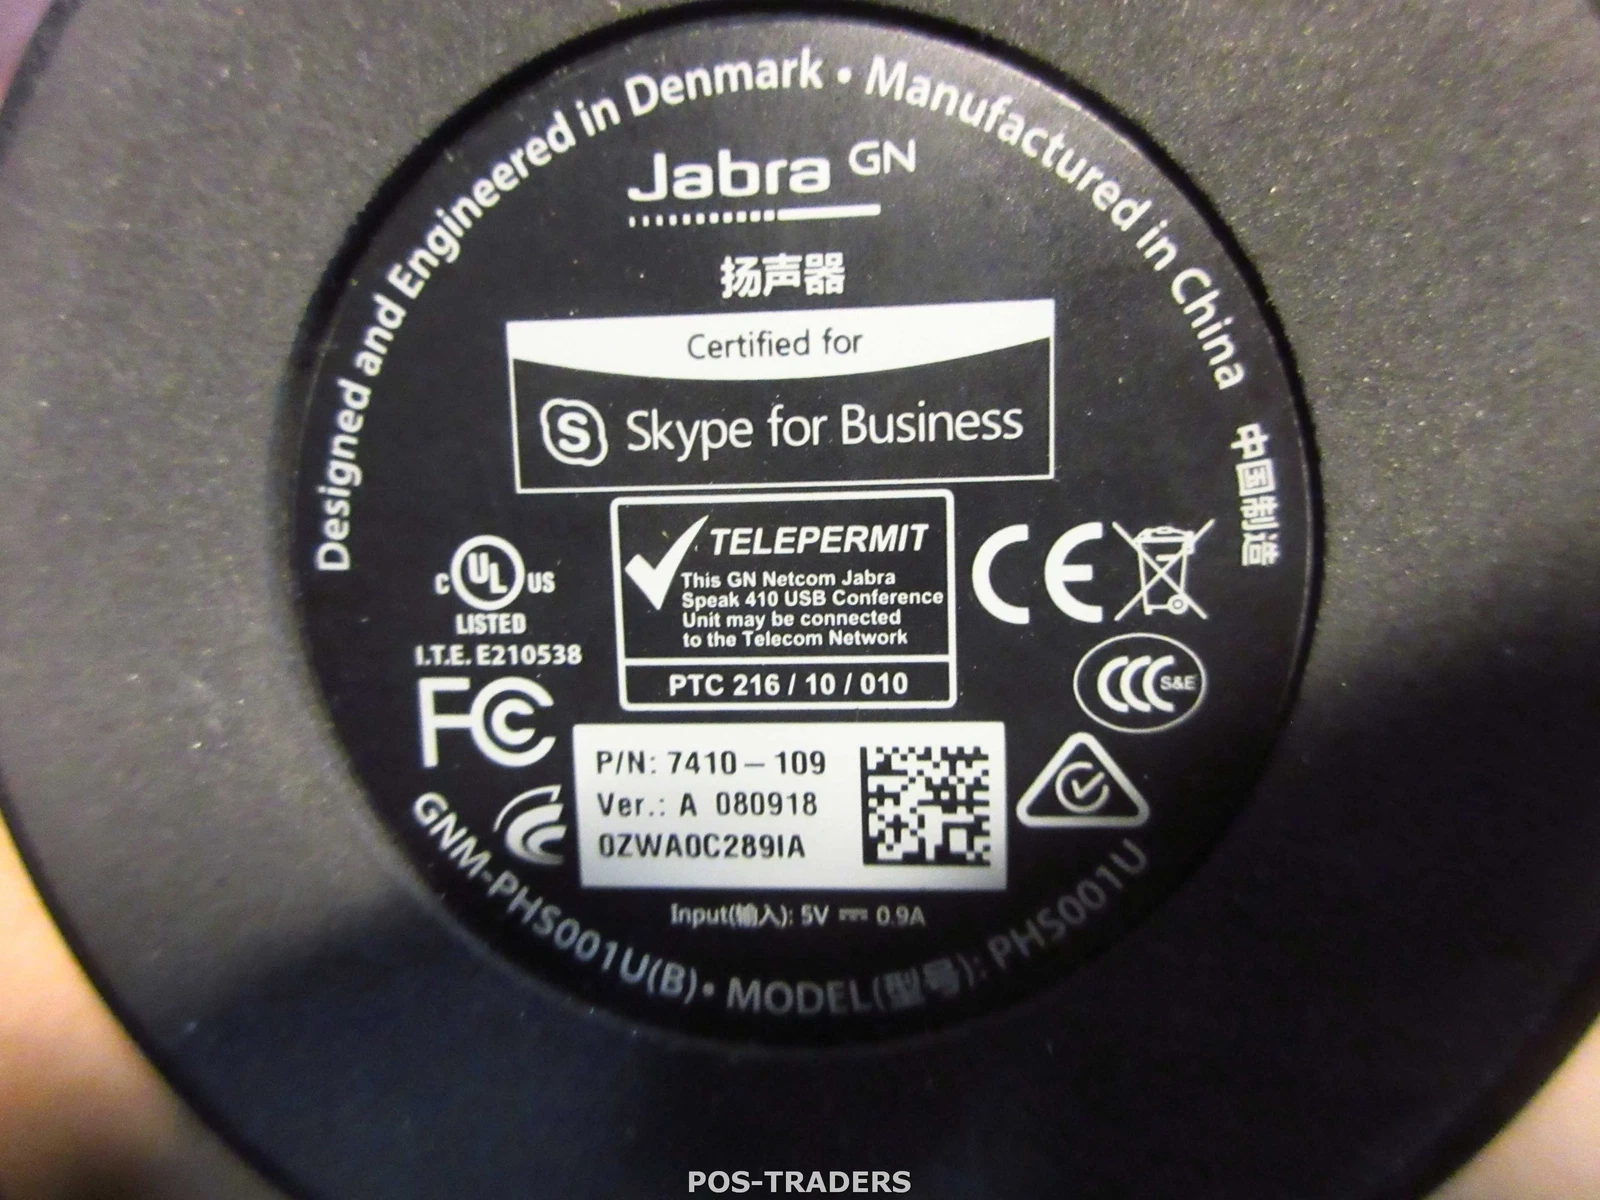 Designed and Engineered in Denmark • Manufactured in China 中国制造
Jabra GN
扬声器
Certified for
S Skype for Business
TELEPERMIT
This GN Netcom Jabra
Speak 410 USB Conference
Unit may be connected
to the Telecom Network
PTC 216 / 10 / 010
C UL US
LISTED
I.T.E. E210538
FC
CE
CCC S&E
P/N: 7410-109
Ver.: A 080918
0ZWA0C289IA
Input(输入): 5V ⎓ 0.9A
GNM-PHS001U(B) • MODEL(型号): PHS001U
POS-TRADERS